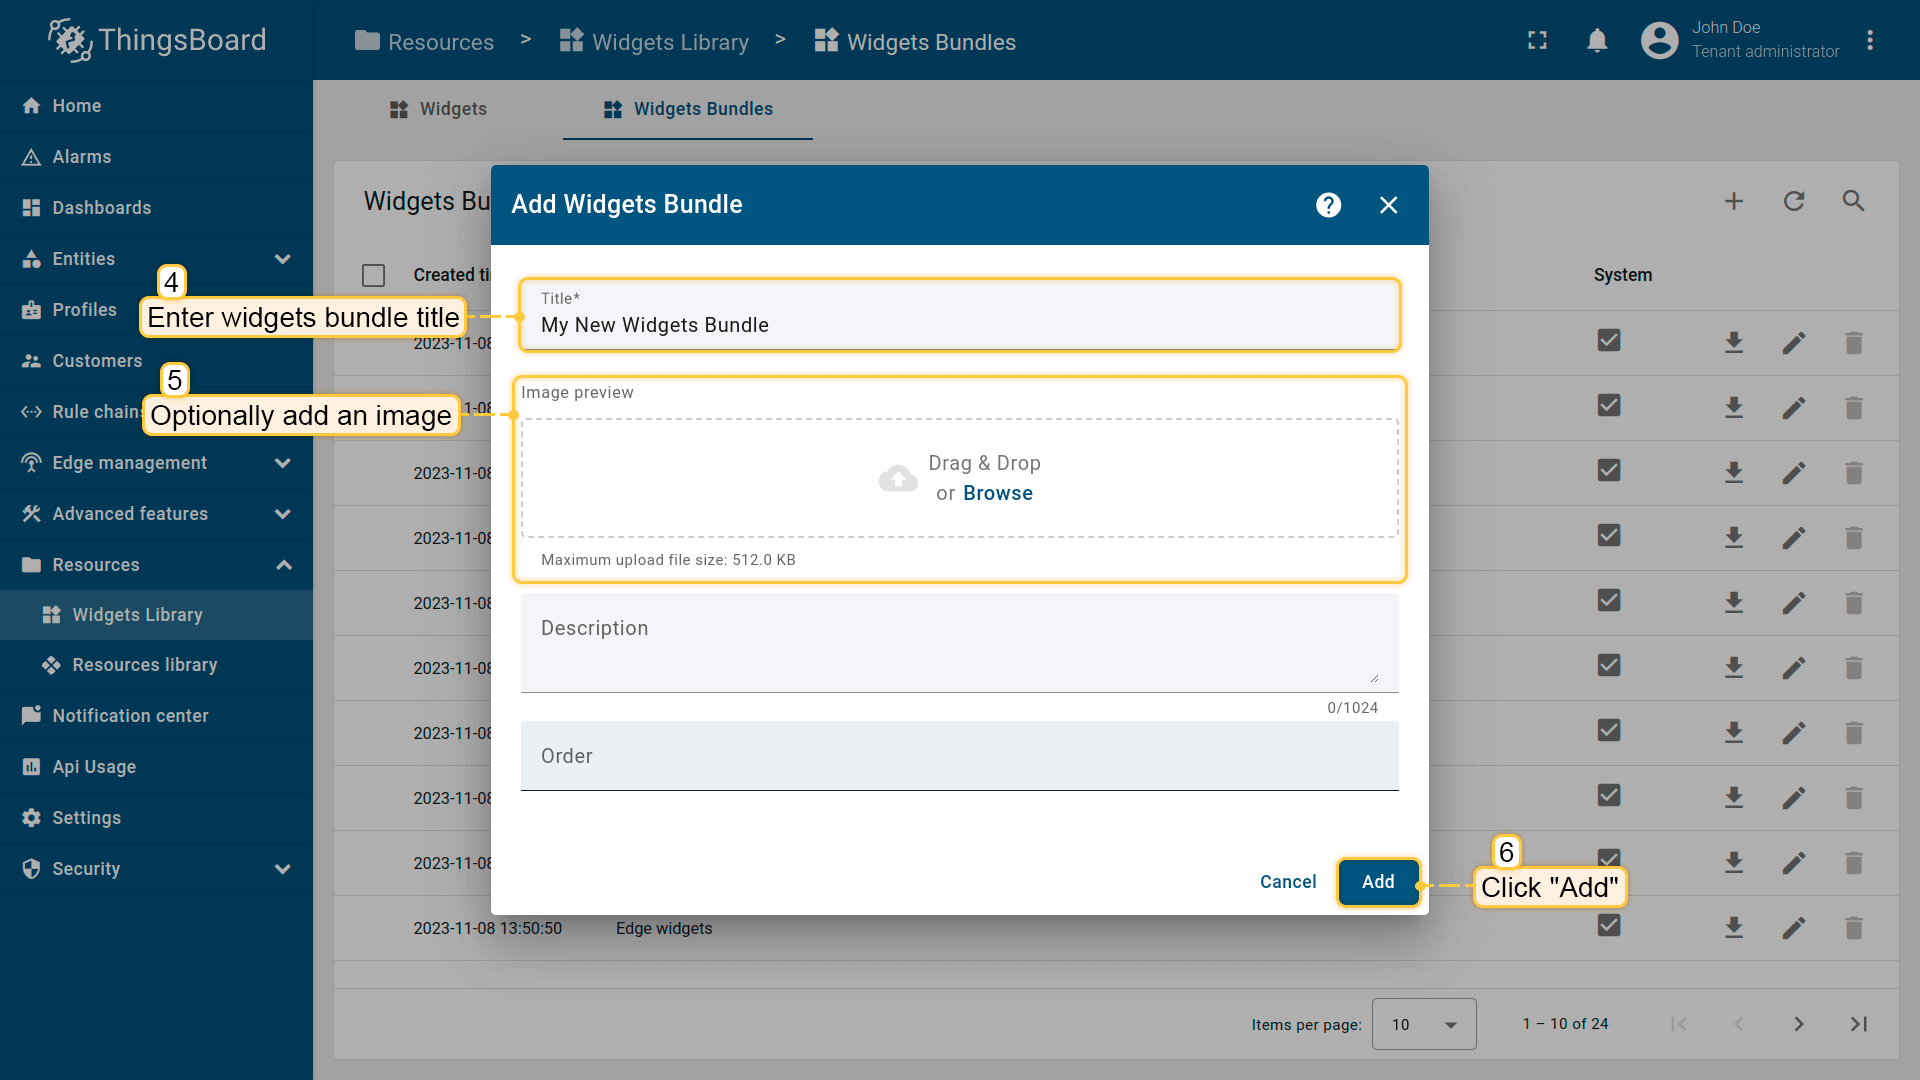 ThingsBoard
Resources > Widgets Library > Widgets Bundles
John Doe
Tenant administrator
Home
Alarms
Dashboards
Entities
Profiles
Customers
Rule chains
Edge management
Advanced features
Resources
Widgets Library
Resources library
Notification center
Api Usage
Settings
Security
Widgets
Widgets Bundles
Widgets Bu
Created ti
System
2023-11-08
1-08
2023-11-08
2023-11-08
2023-11-08
2023-11-08
2023-11-08
2023-11-08
2023-11-08
2023-11-08 13:50:50 Edge widgets
Items per page: 10
1 – 10 of 24
Add Widgets Bundle
?
4
Enter widgets bundle title
Title*
My New Widgets Bundle
5
Optionally add an image
Image preview
Drag & Drop
or Browse
Maximum upload file size: 512.0 KB
Description
0/1024
Order
Cancel
Add
6
Click "Add"